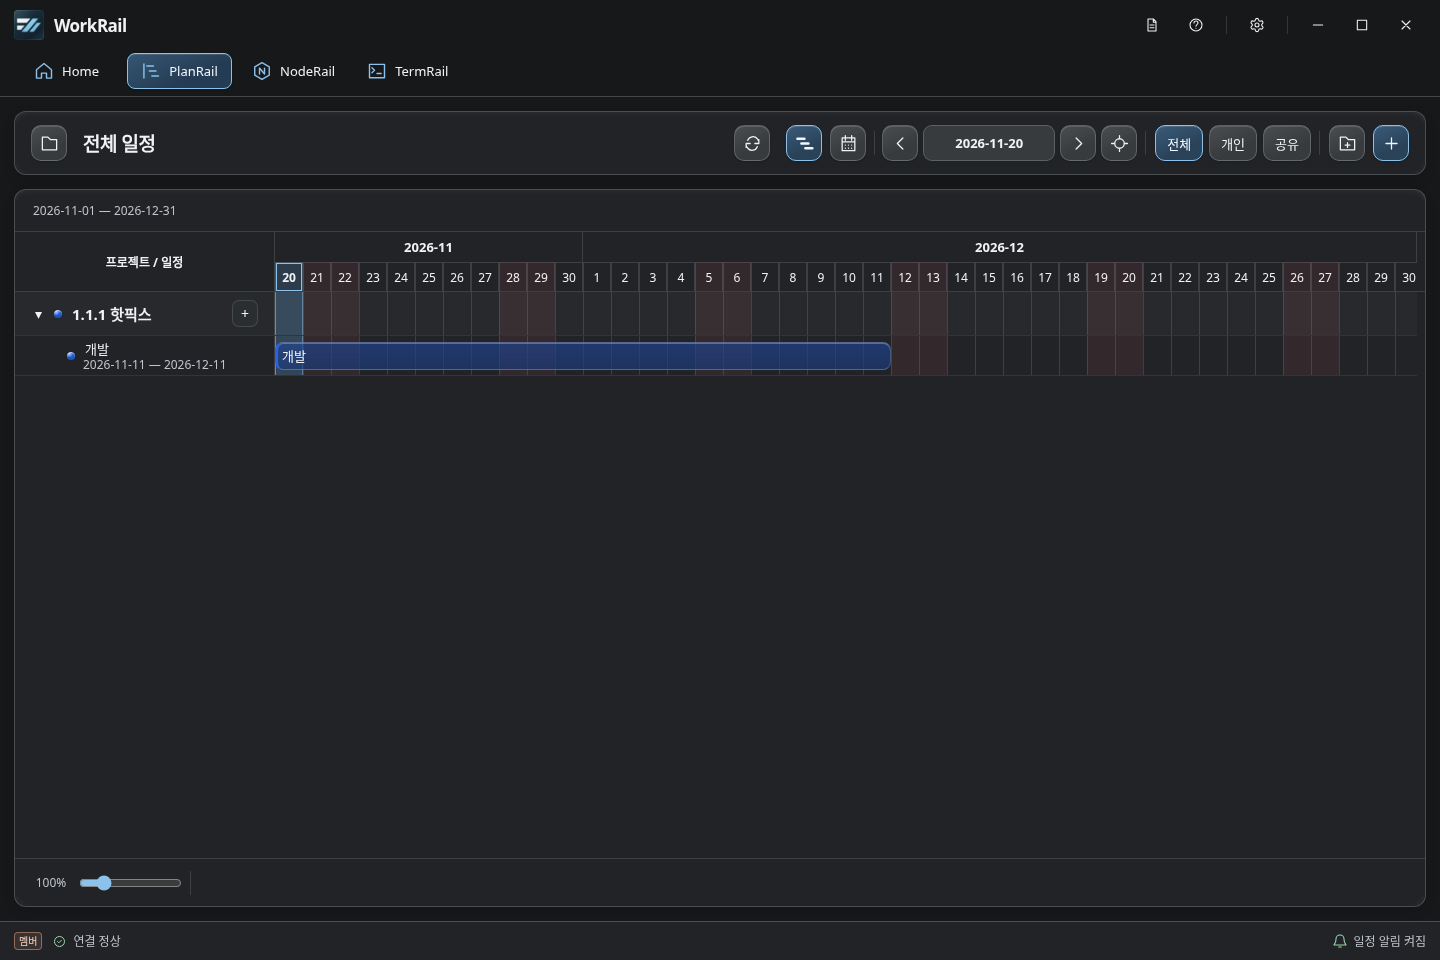 WorkRail
Home
PlanRail
NodeRail
TermRail
전체 일정
2026-11-20
전체
개인
공유
2026-11-01 — 2026-12-31
프로젝트 / 일정
2026-11
2026-12
20 21 22 23 24 25 26 27 28 29 30 1 2 3 4 5 6 7 8 9 10 11 12 13 14 15 16 17 18 19 20 21 22 23 24 25 26 27 28 29 30
1.1.1 핫픽스
+
개발
2026-11-11 — 2026-12-11
개발
100%
멤버
연결 정상
일정 알림 켜짐